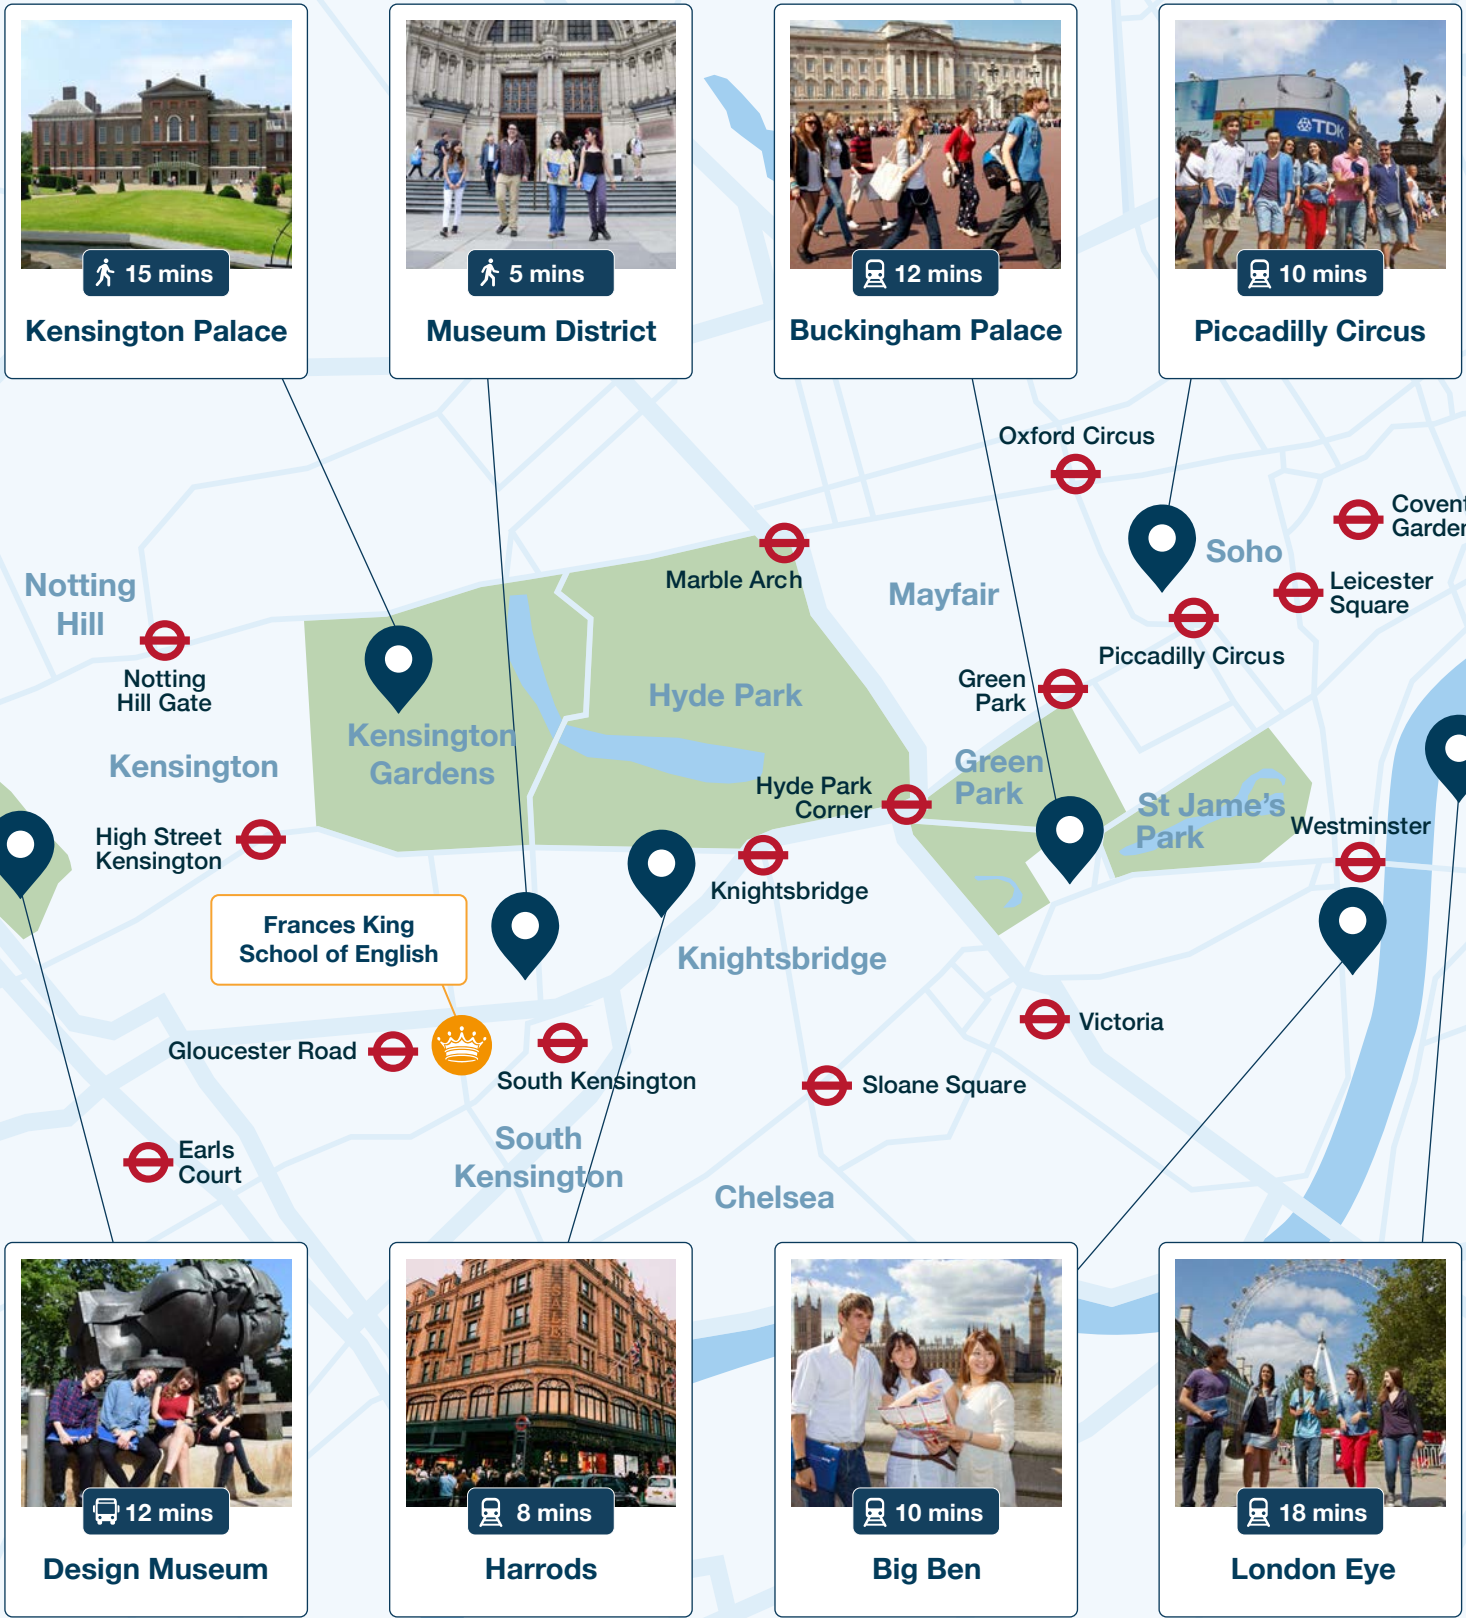 15 mins
Kensington Palace
5 mins
Museum District
12 mins
Buckingham Palace
TDK
10 mins
Piccadilly Circus
Oxford Circus
Covent
Soho
Marble Arch
Notting
Hill
Mayfair
Leicester
Square
Notting
Hill Gate
Piccadilly Circus
Green
Park
Hyde Park
Kensington
Gardens
Kensington
Green
Park
Hyde Park
Corner
St Jame's
Park
Westminster
High Street
Kensington
Knightsbridge
Frances King
School of English
Knightsbridge
Victoria
Gloucester Road
South Kensington
Sloane Square
South
Kensington
Earls
Court
Chelsea
12 mins
Design Museum
8 mins
Harrods
10 mins
Big Ben
18 mins
London Eye